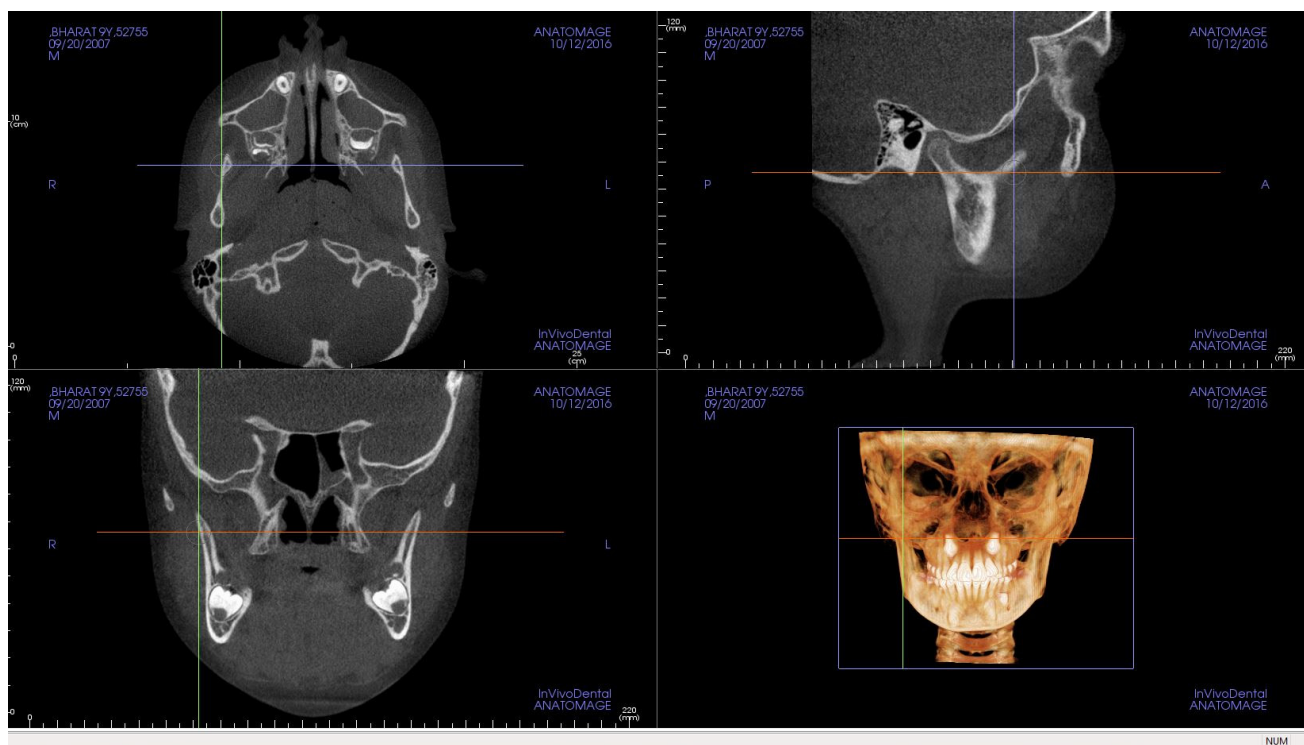 ,BHARAT 9Y,52755
09/20/2007
M
ANATOMAGE
10/12/2016
10
(cm)
R
L
InVivoDental
ANATOMAGE
0
0
25
(cm)
120
(mm)
,BHARAT 9Y,52755
09/20/2007
M
ANATOMAGE
10/12/2016
P
A
InVivoDental
ANATOMAGE
0
0
220
(mm)
120
(mm)
,BHARAT 9Y,52755
09/20/2007
M
ANATOMAGE
10/12/2016
R
L
InVivoDental
ANATOMAGE
0
0
220
(mm)
,BHARAT 9Y,52755
09/20/2007
M
ANATOMAGE
10/12/2016
InVivoDental
ANATOMAGE
NUM